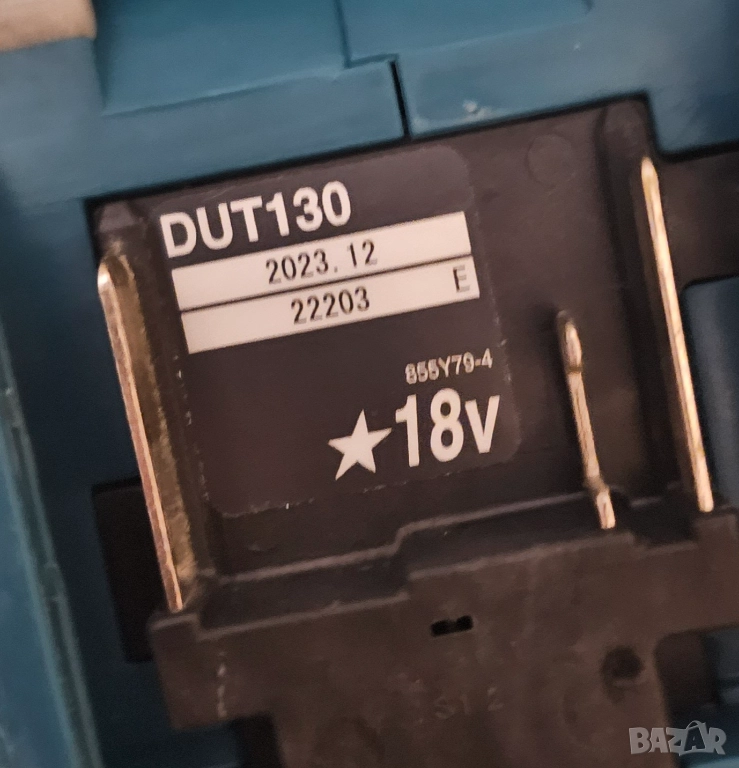 DUT130
2023.12
22203 E
855Y79-4
★18V
BAZAR